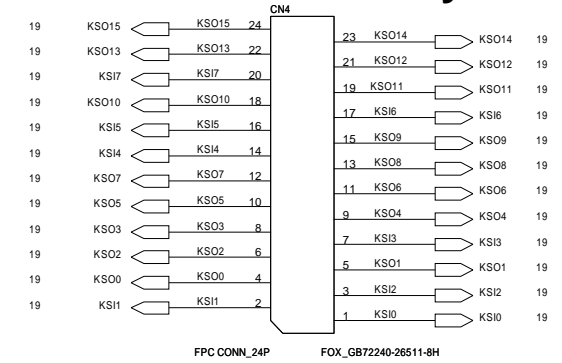 CN4
19 KSO15 KSO15 24
23 KSO14 KSO14 19
19 KSO13 KSO13 22
21 KSO12 KSO12 19
19 KSI7 KSI7 20
19 KSO11 KSO11 19
19 KSO10 KSO10 18
17 KSI6 KSI6 19
19 KSI5 KSI5 16
15 KSO9 KSO9 19
19 KSI4 KSI4 14
13 KSO8 KSO8 19
19 KSO7 KSO7 12
11 KSO6 KSO6 19
19 KSO5 KSO5 10
9 KSO4 KSO4 19
19 KSO3 KSO3 8
7 KSI3 KSI3 19
19 KSO2 KSO2 6
5 KSO1 KSO1 19
19 KSO0 KSO0 4
3 KSI2 KSI2 19
19 KSI1 KSI1 2
1 KSI0 KSI0 19
FPC CONN_24P FOX_GB72240-26511-8H